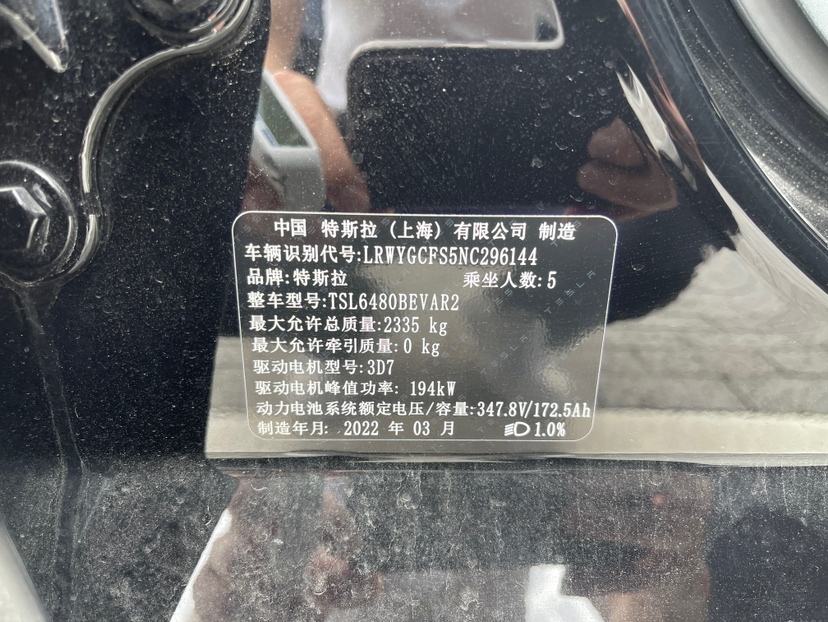 中国 特斯拉 (上海) 有限公司 制造
车辆识别代号:LRWYGCFS5NC296144
品牌:特斯拉 乘坐人数:5
整车型号:TSL6480BEVAR2
最大允许总质量:2335 kg
最大允许牵引质量:0 kg
驱动电机型号:3D7
驱动电机峰值功率: 194kW
动力电池系统额定电压/容量:347.8V/172.5Ah
制造年月: 2022 年 03 月 1.0%